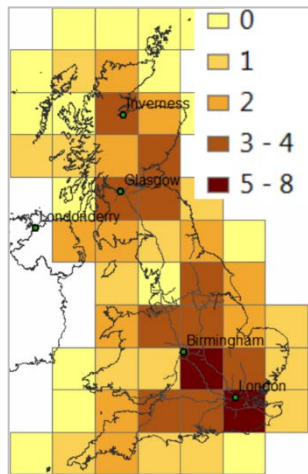 0
1
2
3 - 4
5 - 8
Inverness
Glasgow
Londonderry
Birmingham
London